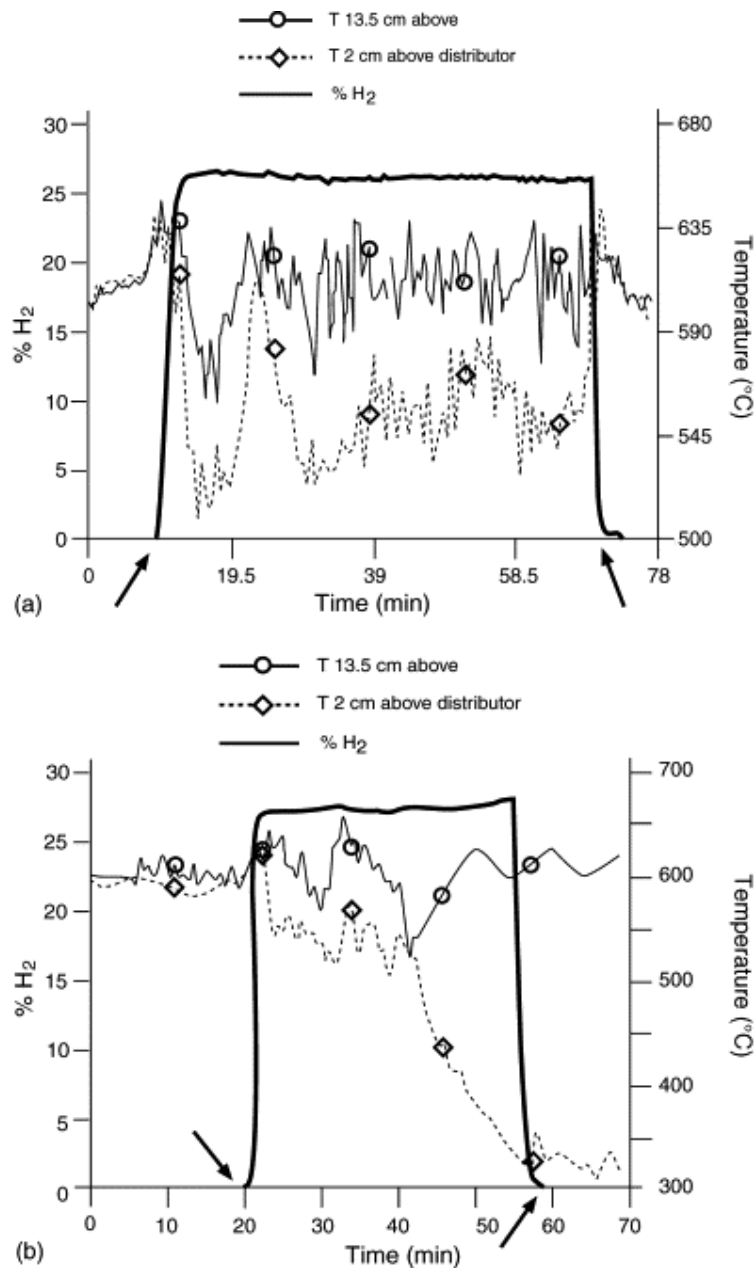 T 13.5 cm above
T 2 cm above distributor
% H2
30
25
20
15
10
5
0
% H2
680
635
590
545
500
Temperature (°C)
0 19.5 39 58.5 78
Time (min)
(a)
T 13.5 cm above
T 2 cm above distributor
% H2
30
25
20
15
10
5
0
% H2
700
600
500
400
300
Temperature (°C)
0 10 20 30 40 50 60 70
Time (min)
(b)